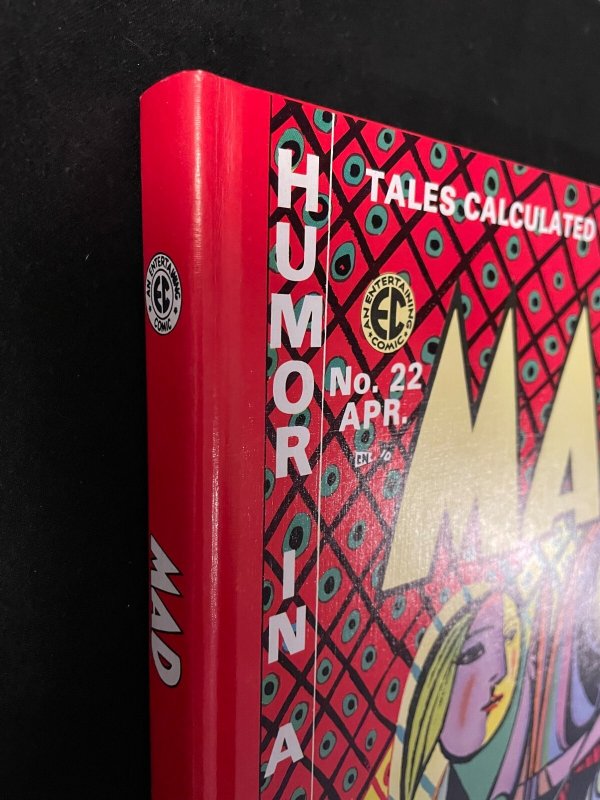 AN ENTERTAINING
EC
COMIC
MAD
HUMOR IN A
TALES CALCULATED
AN ENTERTAINING
EC
COMIC
No. 22
APR.
MA